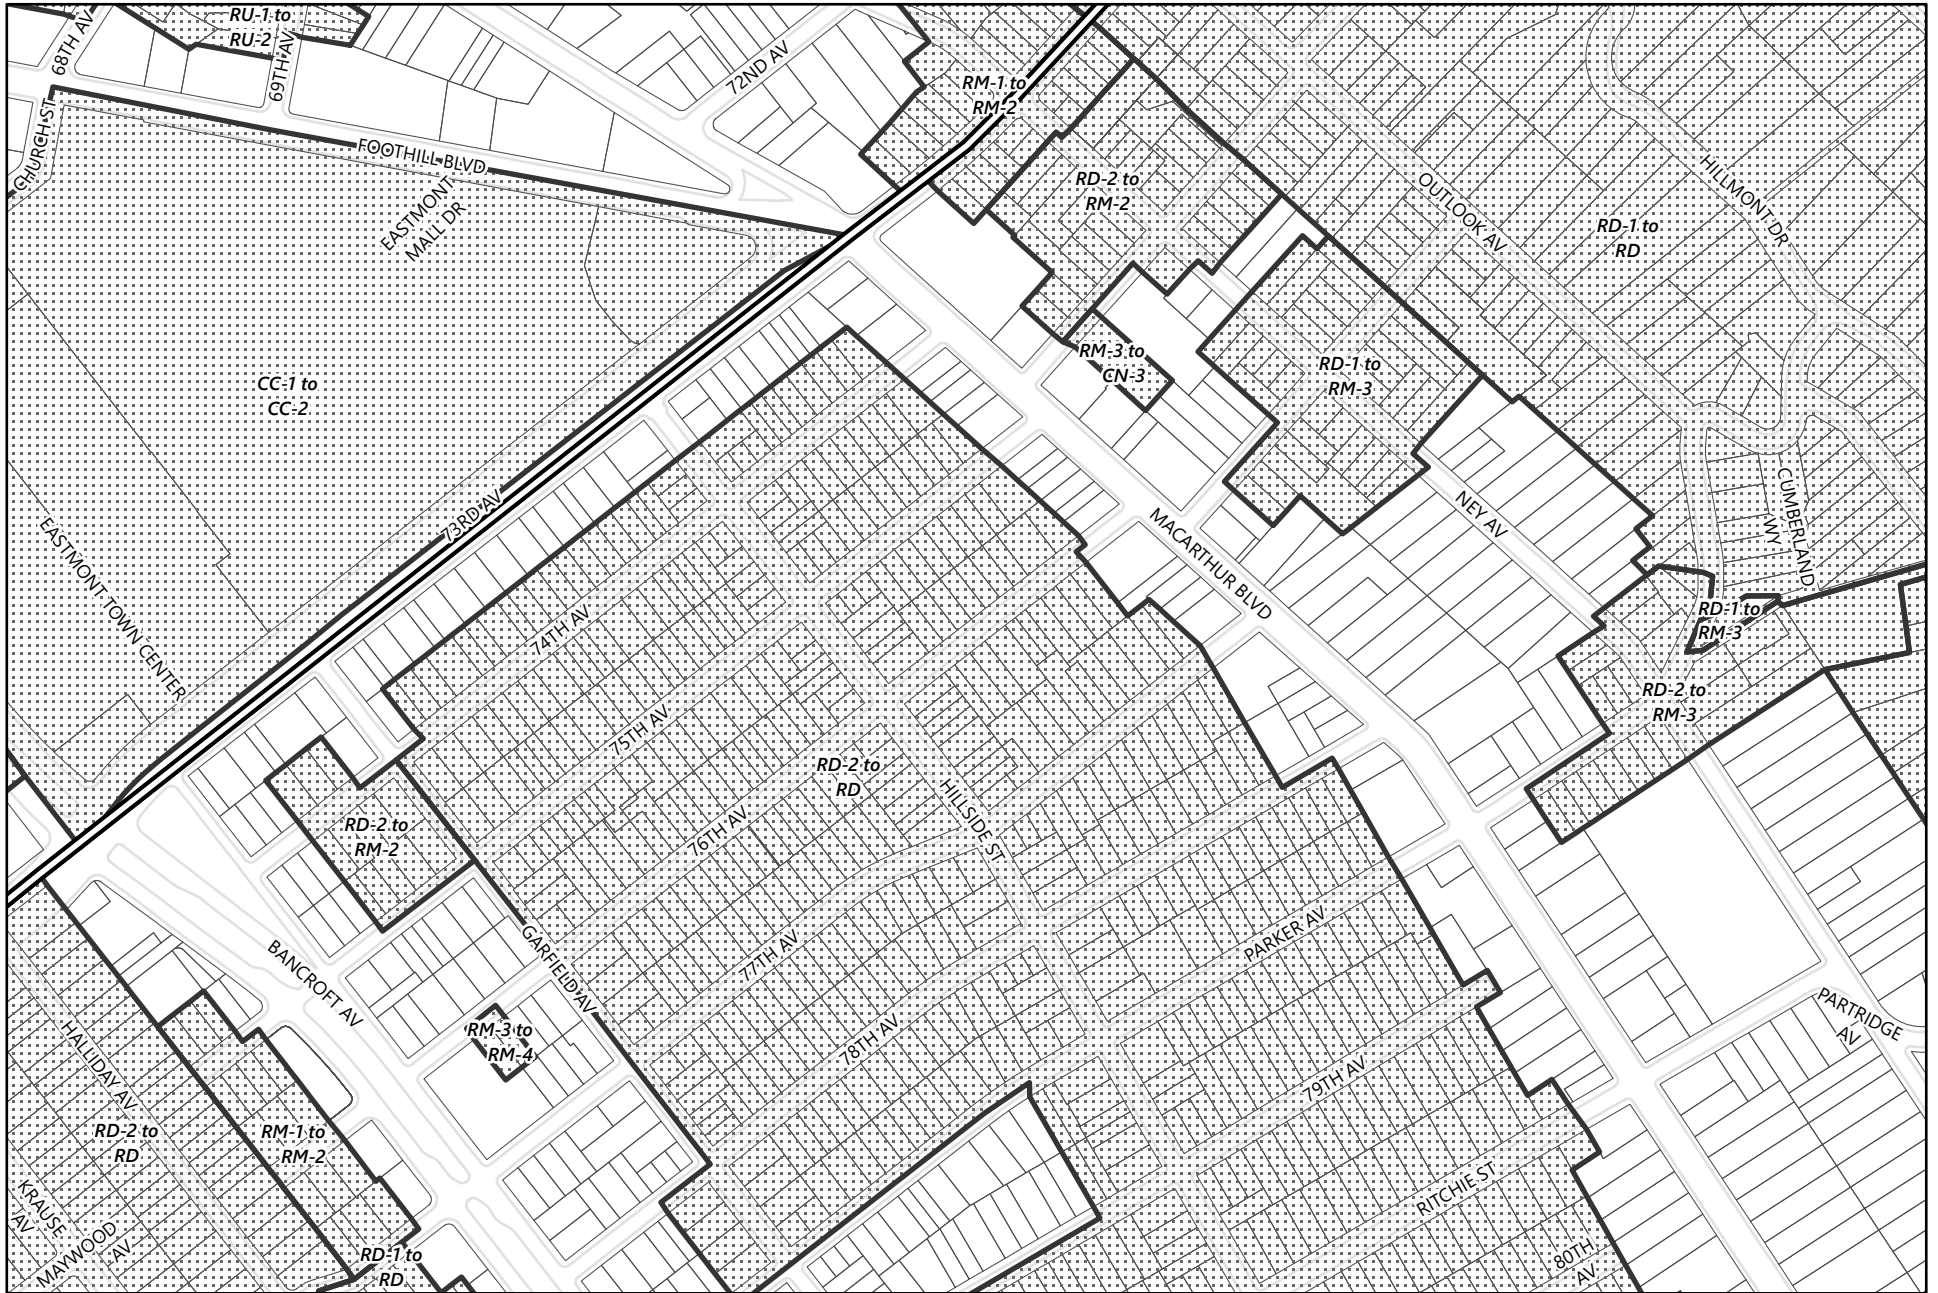 RU-1 to
RU-2
68TH AV
69TH AV
72ND AV
RM-1 to
RM-2
CHURCH ST
FOOTHILL BLVD
EASTMONT
MALL DR
RD-2 to
RM-2
OUTLOOK AV
HILLMONT DR
RD-1 to
RD
CC-1 to
CC-2
RM-3 to
CN-3
RD-1 to
RM-3
73RD AV
NEY AV
MACARTHUR BLVD
CUMBERLAND
WY
EASTMONT TOWN CENTER
74TH AV
RD-1 to
RM-3
75TH AV
RD-2 to
RM-3
RD-2 to
RD
76TH AV
HILLSIDE ST
RD-2 to
RM-2
GARFIELD AV
77TH AV
PARKER AV
BANCROFT AV
PARTRIDGE
AV
RM-3 to
RM-4
78TH AV
79TH AV
HALLIDAY AV
RD-2 to
RD
RM-1 to
RM-2
RITCHIE ST
KRAUSE
AV
MAYWOOD
AV
RD-1 to
RD
80TH
AV